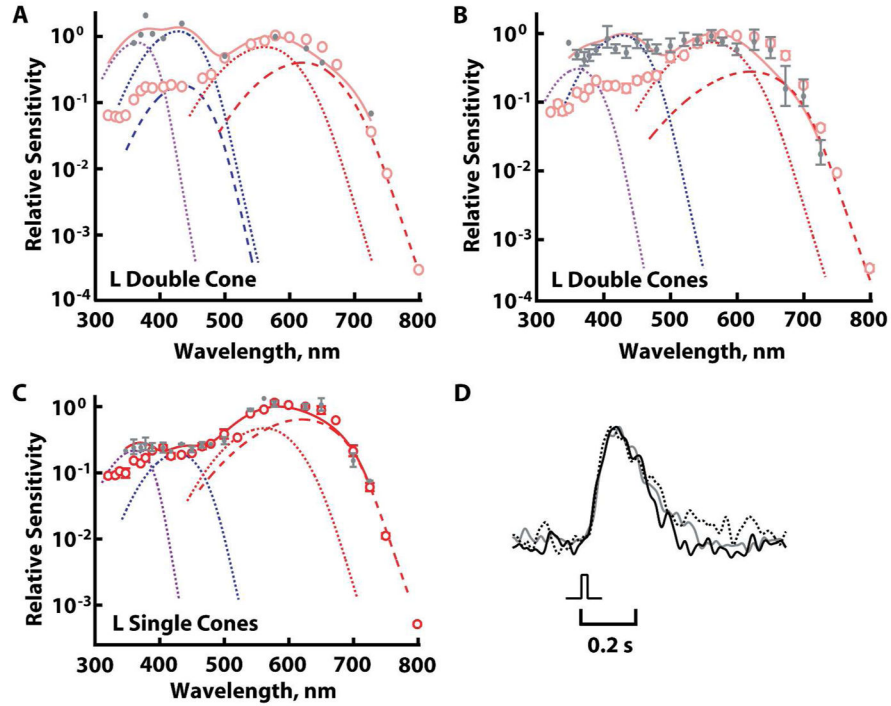 A
B
Relative Sensitivity
10^0
10^-1
10^-2
10^-3
10^-4
L Double Cone
300 400 500 600 700 800
Wavelength, nm
Relative Sensitivity
10^0
10^-1
10^-2
10^-3
10^-4
L Double Cones
300 400 500 600 700 800
Wavelength, nm
C
D
Relative Sensitivity
10^0
10^-1
10^-2
10^-3
L Single Cones
300 400 500 600 700 800
Wavelength, nm
0.2 s